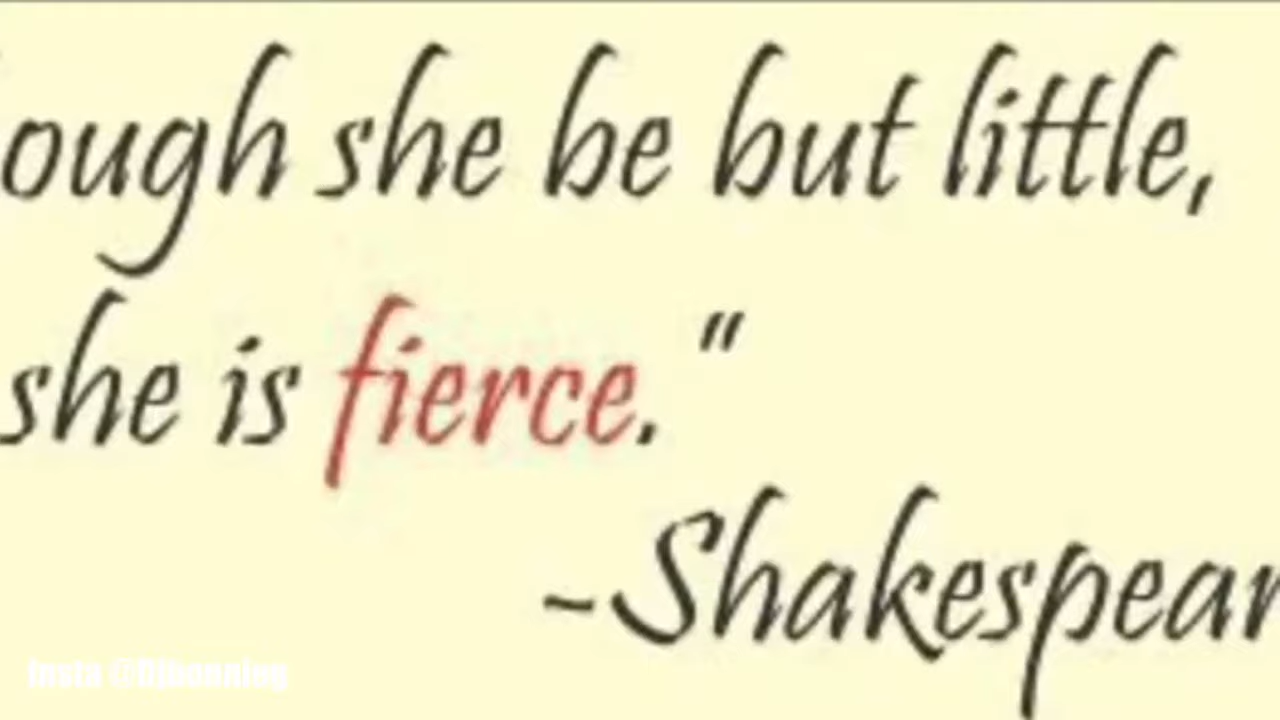 ough she be but little,
she is fierce."
~Shakespear